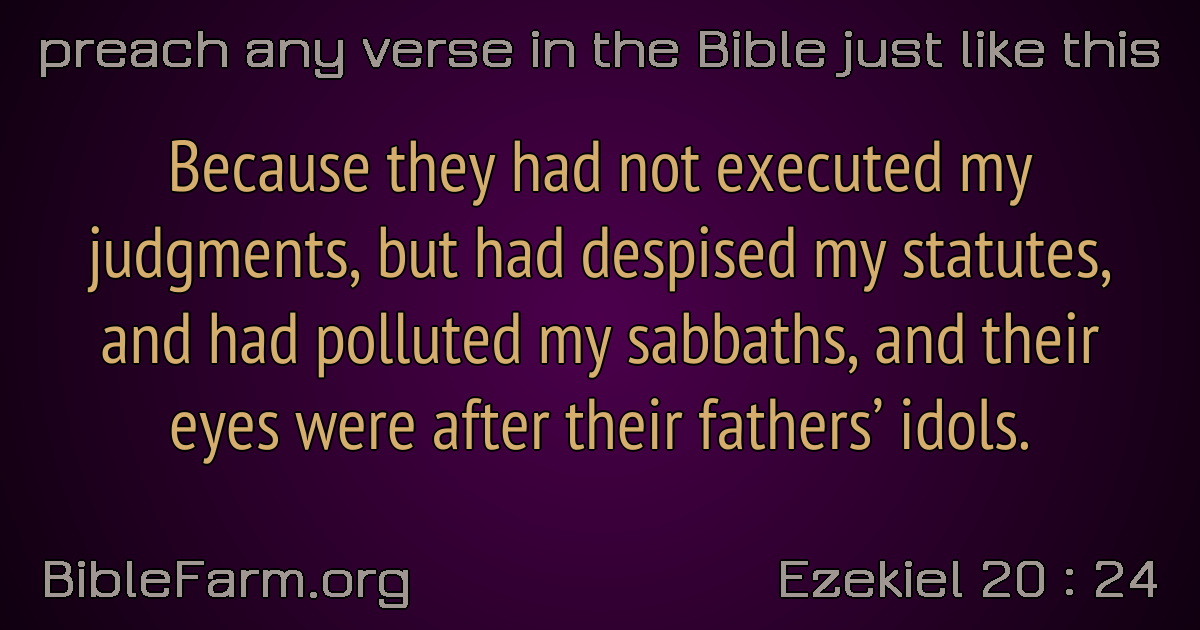 preach any verse in the Bible just like this
Because they had not executed my
judgments, but had despised my statutes,
and had polluted my sabbaths, and their
eyes were after their fathers’ idols.
BibleFarm.org
Ezekiel 20 : 24